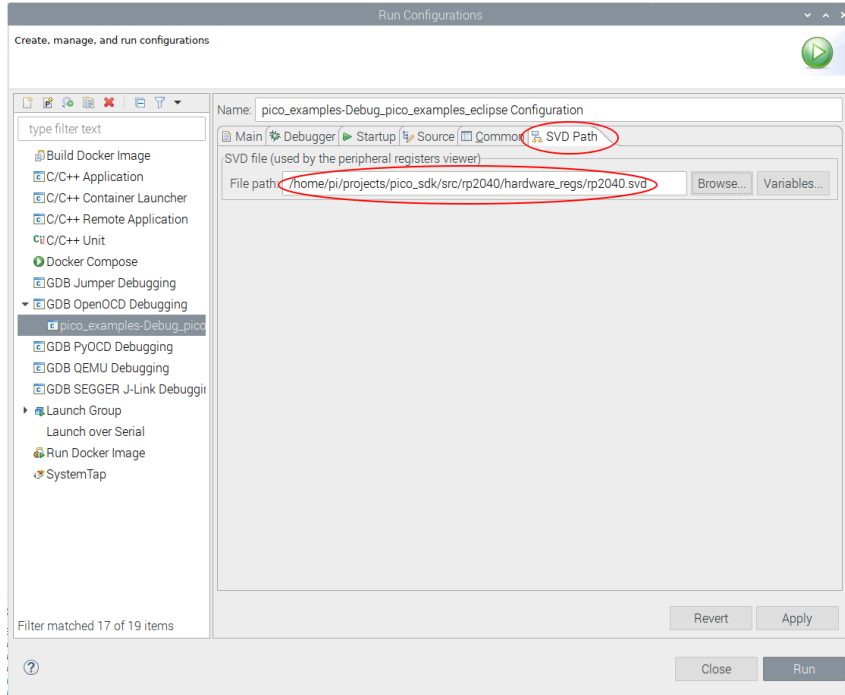 Run Configurations
Create, manage, and run configurations
type filter text
Build Docker Image
C/C++ Application
C/C++ Container Launcher
C/C++ Remote Application
C/C++ Unit
Docker Compose
GDB Jumper Debugging
GDB OpenOCD Debugging
pico_examples-Debug_pico
GDB PyOCD Debugging
GDB QEMU Debugging
GDB SEGGER J-Link Debuggin
Launch Group
Launch over Serial
Run Docker Image
SystemTap
Filter matched 17 of 19 items
Name: pico_examples-Debug_pico_examples_eclipse Configuration
Main Debugger Startup Source Common SVD Path
SVD file (used by the peripheral registers viewer)
File path: /home/pi/projects/pico_sdk/src/rp2040/hardware_regs/rp2040.svd Browse... Variables...
Revert Apply
? Close Run